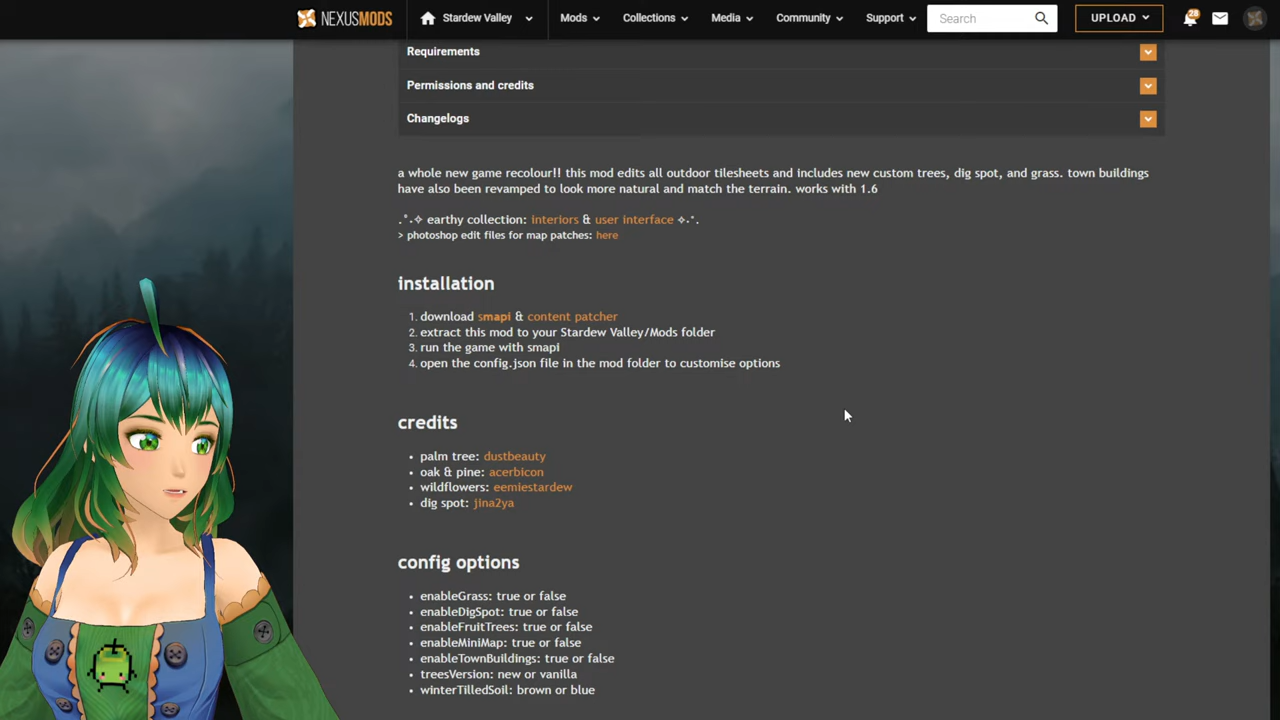 NEXUSMODS Stardew Valley Mods Collections Media Community Support Search UPLOAD 28
Requirements
Permissions and credits
Changelogs
a whole new game recolour!! this mod edits all outdoor tilesheets and includes new custom trees, dig spot, and grass. town buildings
have also been revamped to look more natural and match the terrain. works with 1.6
.˚˖✧ earthy collection: interiors & user interface ✧˖°.
> photoshop edit files for map patches: here
installation
1. download smapi & content patcher
2. extract this mod to your Stardew Valley/Mods folder
3. run the game with smapi
4. open the config.json file in the mod folder to customise options
credits
• palm tree: dustbeauty
• oak & pine: acerbicon
• wildflowers: eemiestardew
• dig spot: jina2ya
config options
• enableGrass: true or false
• enableDigSpot: true or false
• enableFruitTrees: true or false
• enableMiniMap: true or false
• enableTownBuildings: true or false
• treesVersion: new or vanilla
• winterTilledSoil: brown or blue